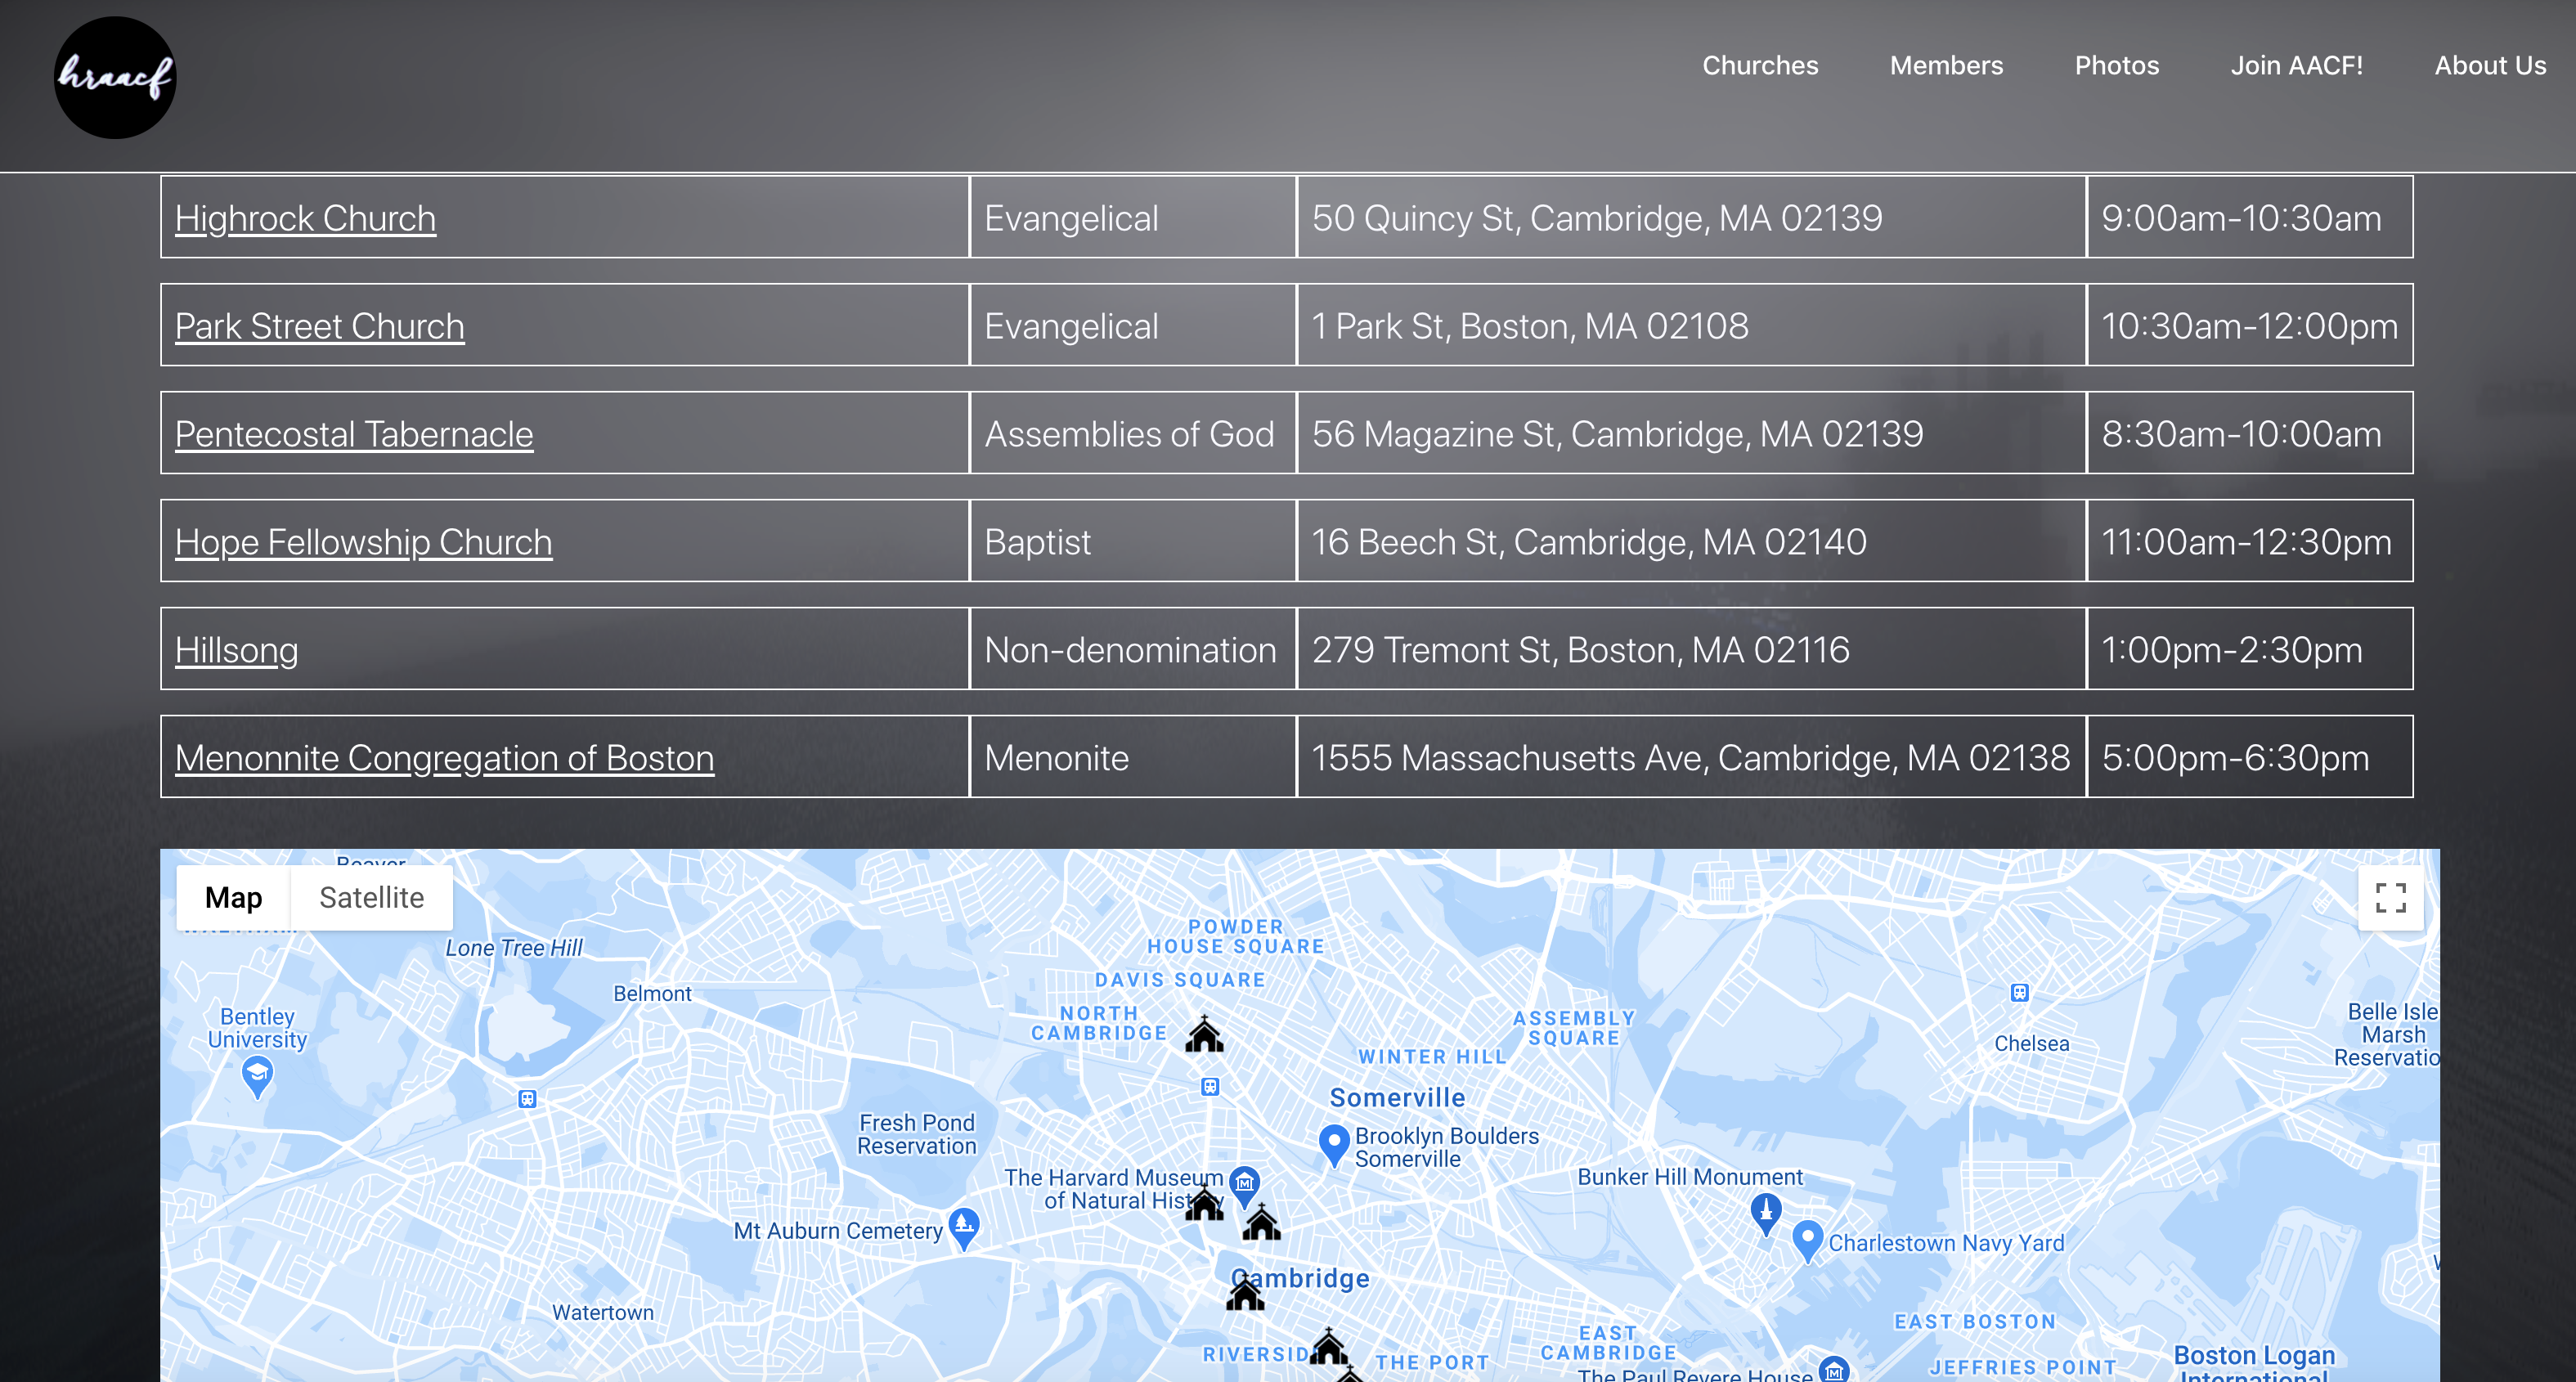 hraacf
Churches Members Photos Join AACF! About Us
Highrock Church Evangelical 50 Quincy St, Cambridge, MA 02139 9:00am-10:30am
Park Street Church Evangelical 1 Park St, Boston, MA 02108 10:30am-12:00pm
Pentecostal Tabernacle Assemblies of God 56 Magazine St, Cambridge, MA 02139 8:30am-10:00am
Hope Fellowship Church Baptist 16 Beech St, Cambridge, MA 02140 11:00am-12:30pm
Hillsong Non-denomination 279 Tremont St, Boston, MA 02116 1:00pm-2:30pm
Menonnite Congregation of Boston Menonite 1555 Massachusetts Ave, Cambridge, MA 02138 5:00pm-6:30pm
Beaver
Map Satellite
Lone Tree Hill
POWDER
HOUSE SQUARE
DAVIS SQUARE
Belmont
Bentley
University
NORTH
CAMBRIDGE
ASSEMBLY
SQUARE
Belle Isle
Marsh
Reservatio
Chelsea
WINTER HILL
Somerville
Fresh Pond
Reservation
Brooklyn Boulders
Somerville
The Harvard Museum
of Natural History
Bunker Hill Monument
Mt Auburn Cemetery
Charlestown Navy Yard
Cambridge
Watertown
EAST BOSTON
RIVERSID
THE PORT
EAST
CAMBRIDGE
The Paul Revere House
JEFFRIES POINT
Boston Logan
International